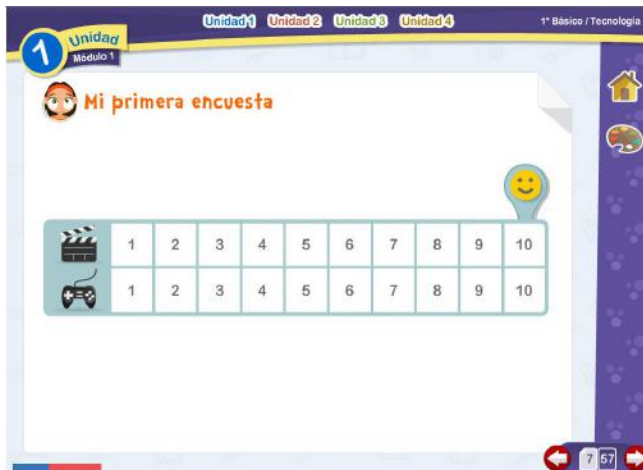 Unidad 1 Unidad 2 Unidad 3 Unidad 4
1° Básico / Tecnología
1 Unidad
Módulo 1
Mi primera encuesta
1 2 3 4 5 6 7 8 9 10
1 2 3 4 5 6 7 8 9 10
7 57